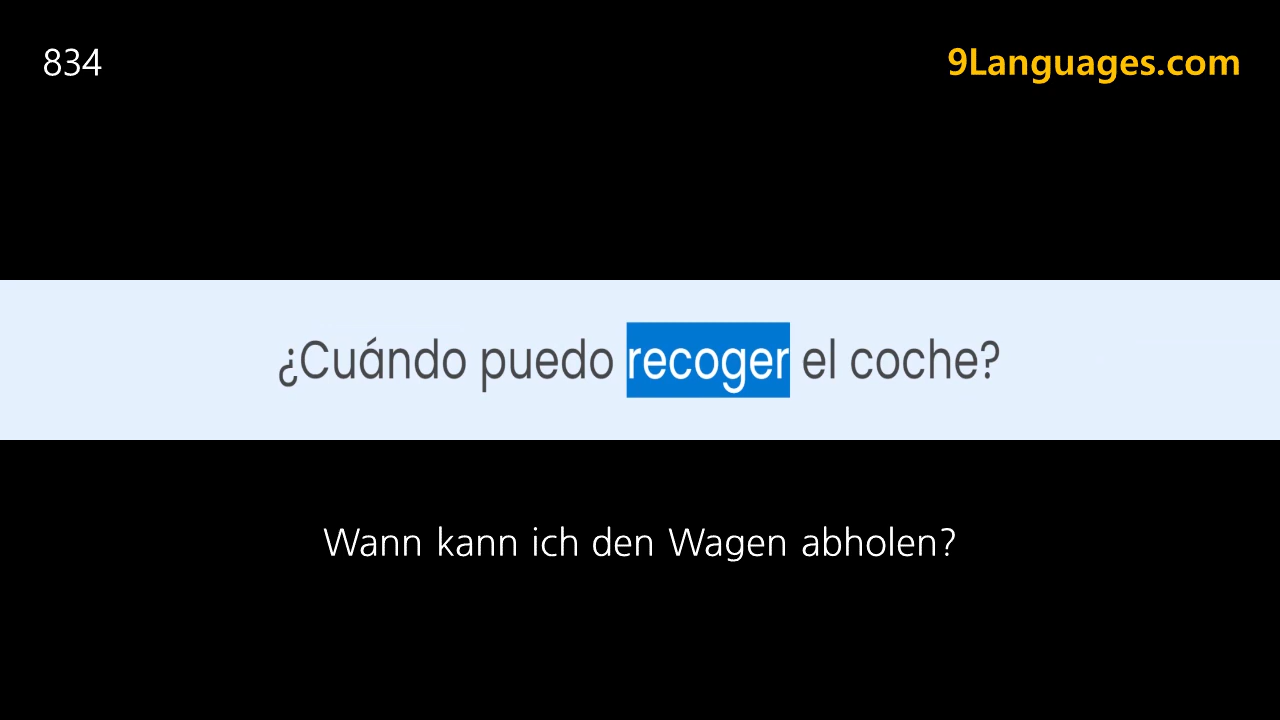 834
9Languages.com
¿Cuándo puedo recoger el coche?
Wann kann ich den Wagen abholen?